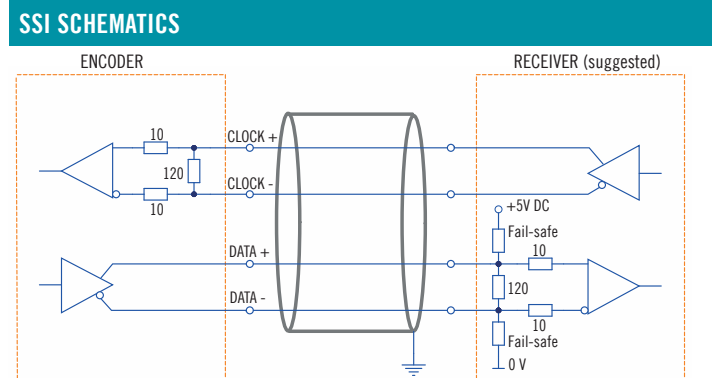 SSI SCHEMATICS
ENCODER
RECEIVER (suggested)
10
CLOCK +
120
CLOCK -
10
+5V DC
Fail-safe
DATA +
10
120
DATA -
10
Fail-safe
0 V